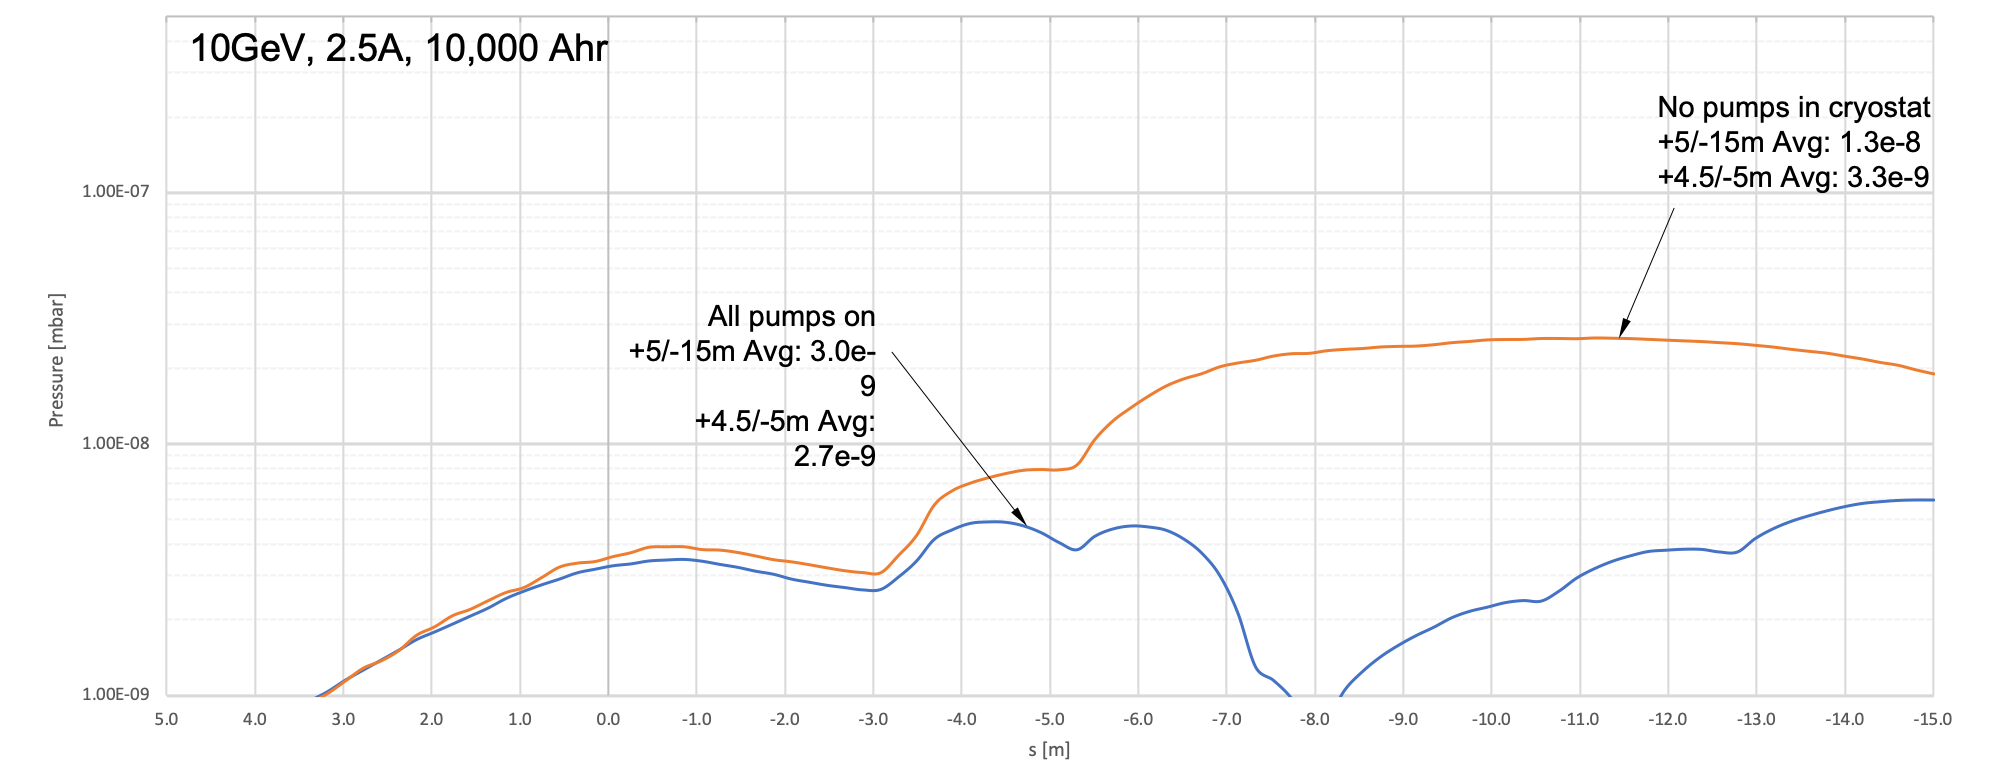 10GeV, 2.5A, 10,000 Ahr
No pumps in cryostat
+5/-15m Avg: 1.3e-8
+4.5/-5m Avg: 3.3e-9
1.00E-07
All pumps on
+5/-15m Avg: 3.0e-
9
+4.5/-5m Avg:
2.7e-9
Pressure [mbar]
1.00E-08
1.00E-09
5.0 4.0 3.0 2.0 1.0 0.0 -1.0 -2.0 -3.0 -4.0 -5.0 -6.0 -7.0 -8.0 -9.0 -10.0 -11.0 -12.0 -13.0 -14.0 -15.0
s [m]